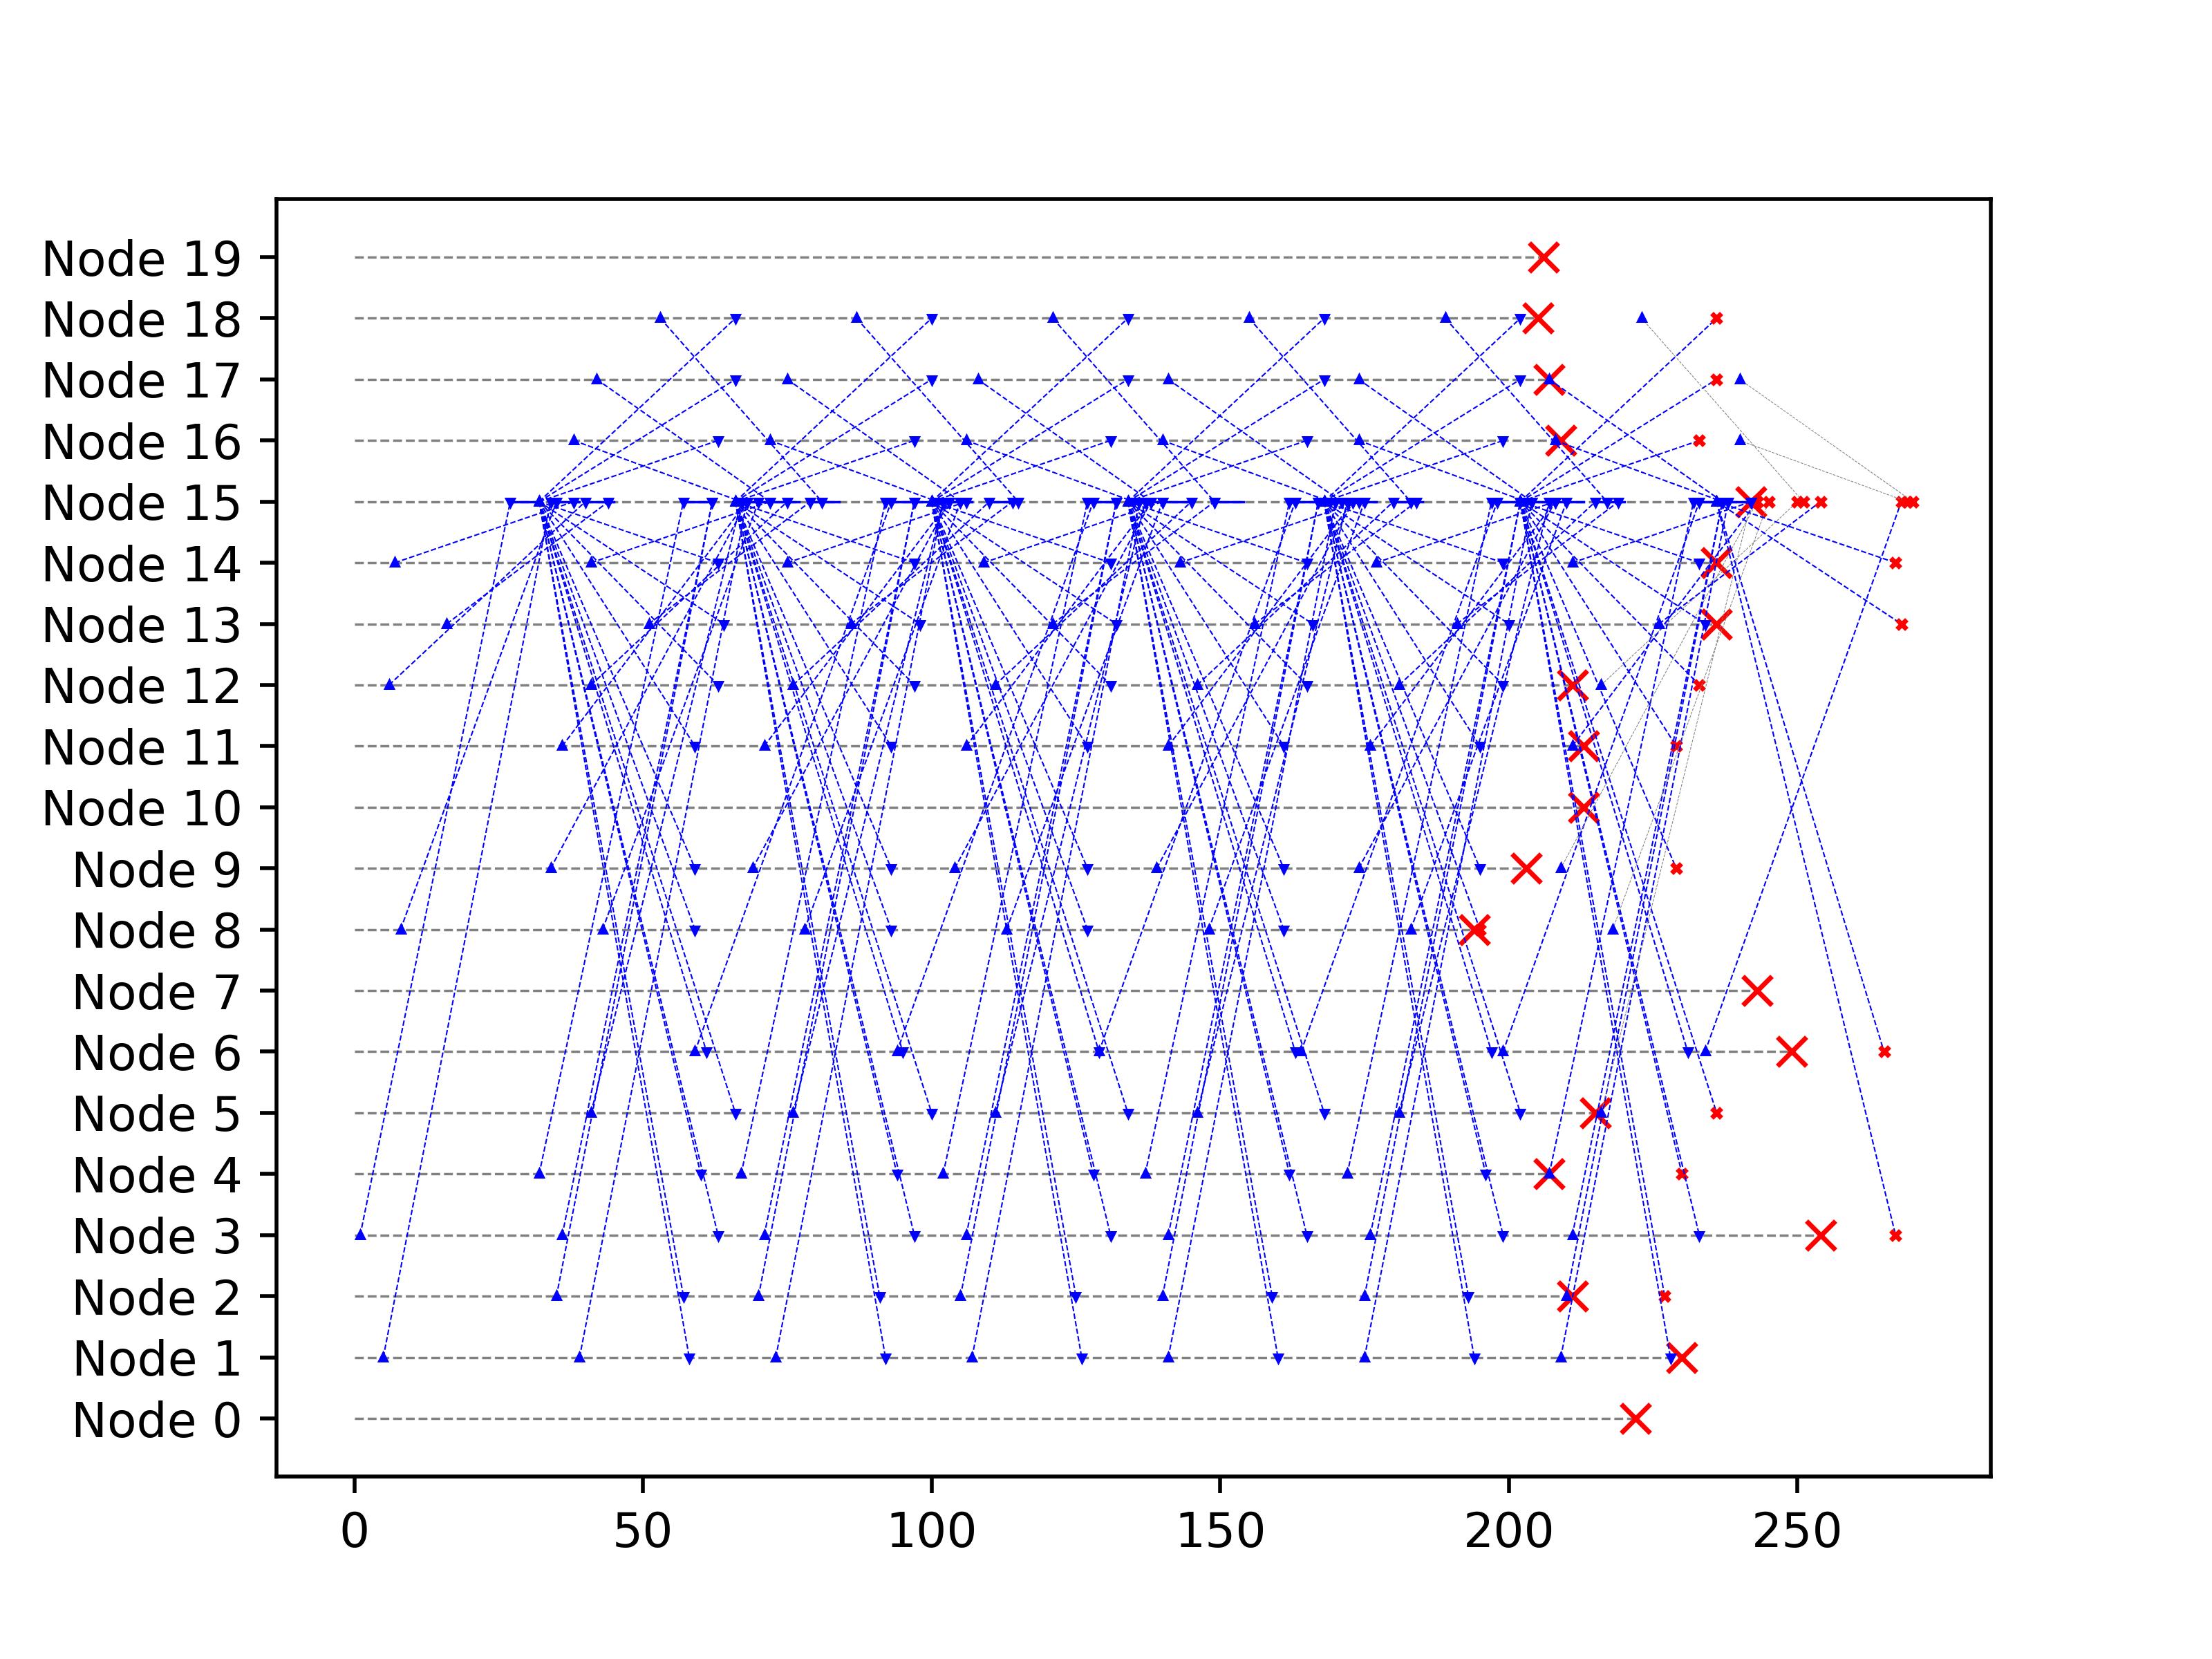 Node 19
Node 18
Node 17
Node 16
Node 15
Node 14
Node 13
Node 12
Node 11
Node 10
Node 9
Node 8
Node 7
Node 6
Node 5
Node 4
Node 3
Node 2
Node 1
Node 0
0 50 100 150 200 250